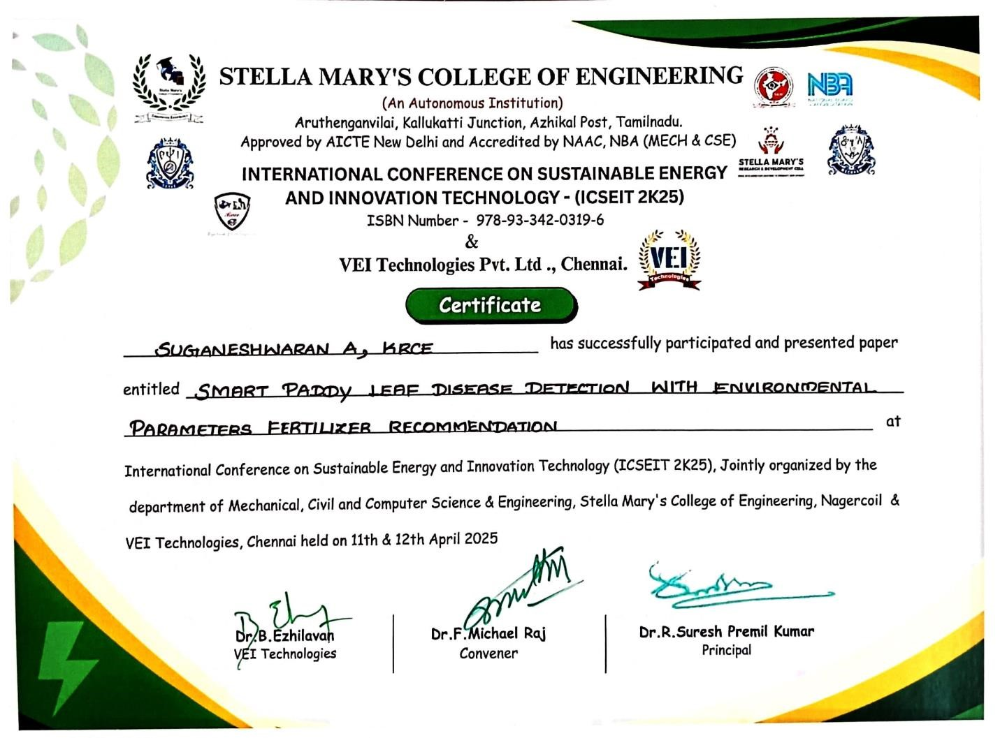 STELLA MARY'S COLLEGE OF ENGINEERING
(An Autonomous Institution)
Aruthenganvilai, Kallukatti Junction, Azhikal Post, Tamilnadu.
Approved by AICTE New Delhi and Accredited by NAAC, NBA (MECH & CSE)
NBA
STELLA MARY'S
RESEARCH & DEVELOPMENT CELL
INTERNATIONAL CONFERENCE ON SUSTAINABLE ENERGY
AND INNOVATION TECHNOLOGY - (ICSEIT 2K25)
ISBN Number - 978-93-342-0319-6
&
VEI Technologies Pvt. Ltd ., Chennai.
VEI
Technologies
Certificate
SUGANESHWARAN A, KRCE has successfully participated and presented paper
entitled SMART PADDY LEAF DISEASE DETECTION WITH ENVIRONMENTAL
PARAMETERS FERTILIZER RECOMMENDATION at
International Conference on Sustainable Energy and Innovation Technology (ICSEIT 2K25), Jointly organized by the
department of Mechanical, Civil and Computer Science & Engineering, Stella Mary's College of Engineering, Nagercoil &
VEI Technologies, Chennai held on 11th & 12th April 2025
Dr.B.Ezhilavan
VEI Technologies
Dr.F.Michael Raj
Convener
Dr.R.Suresh Premil Kumar
Principal